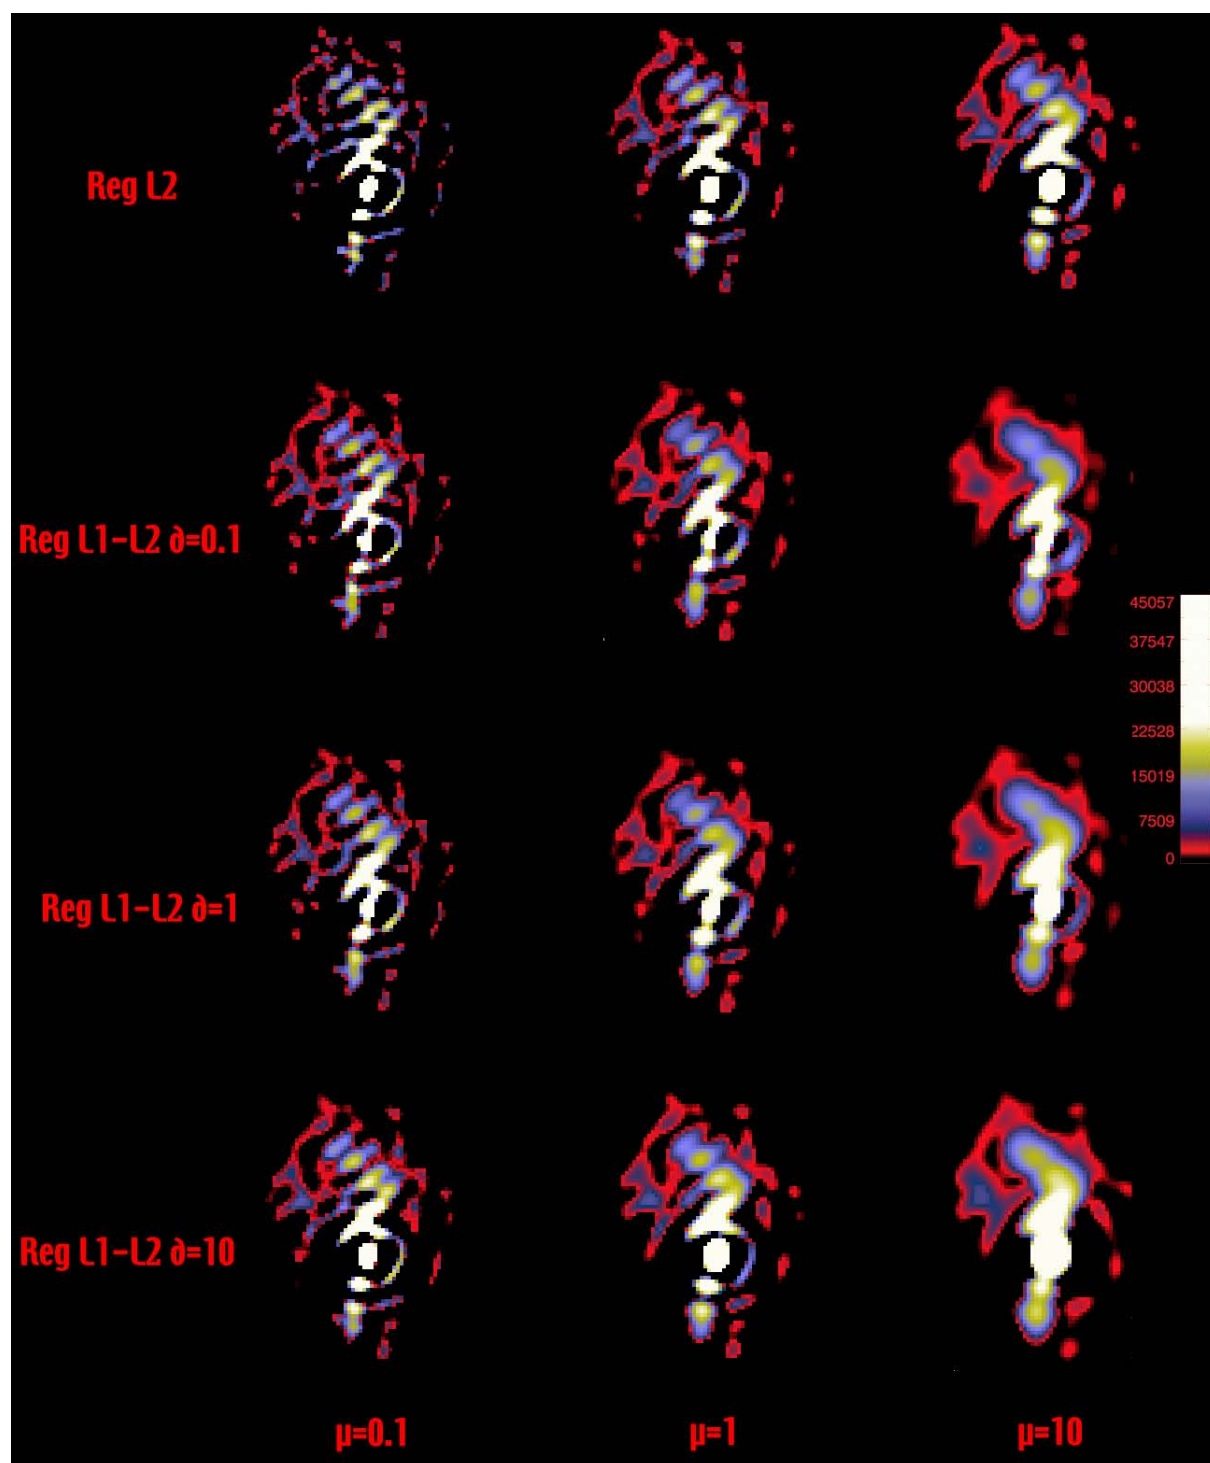 Reg L2
Reg L1-L2 ∂=0.1
45057
37547
30038
22528
15019
7509
0
Reg L1-L2 ∂=1
Reg L1-L2 ∂=10
μ=0.1 μ=1 μ=10